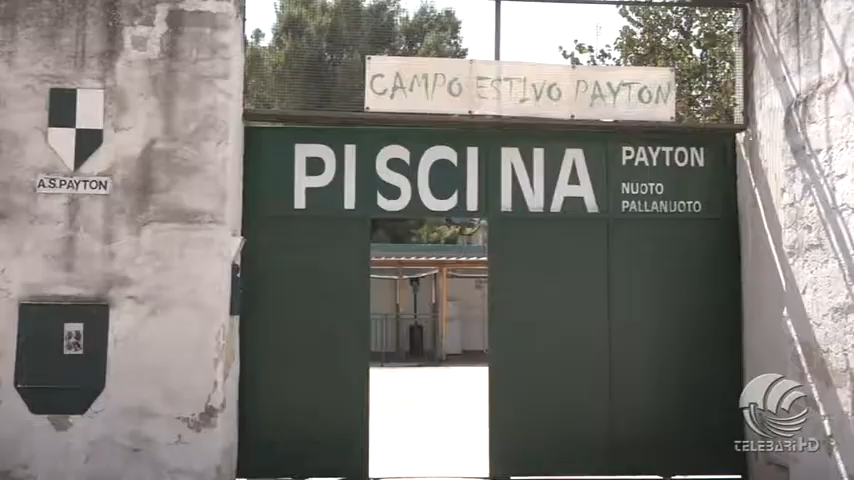 CAMPO ESTIVO PAYTON
PISCINA
PAYTON
NUOTO
PALLANUOTO
A.S. PAYTON
TELEBARI HD